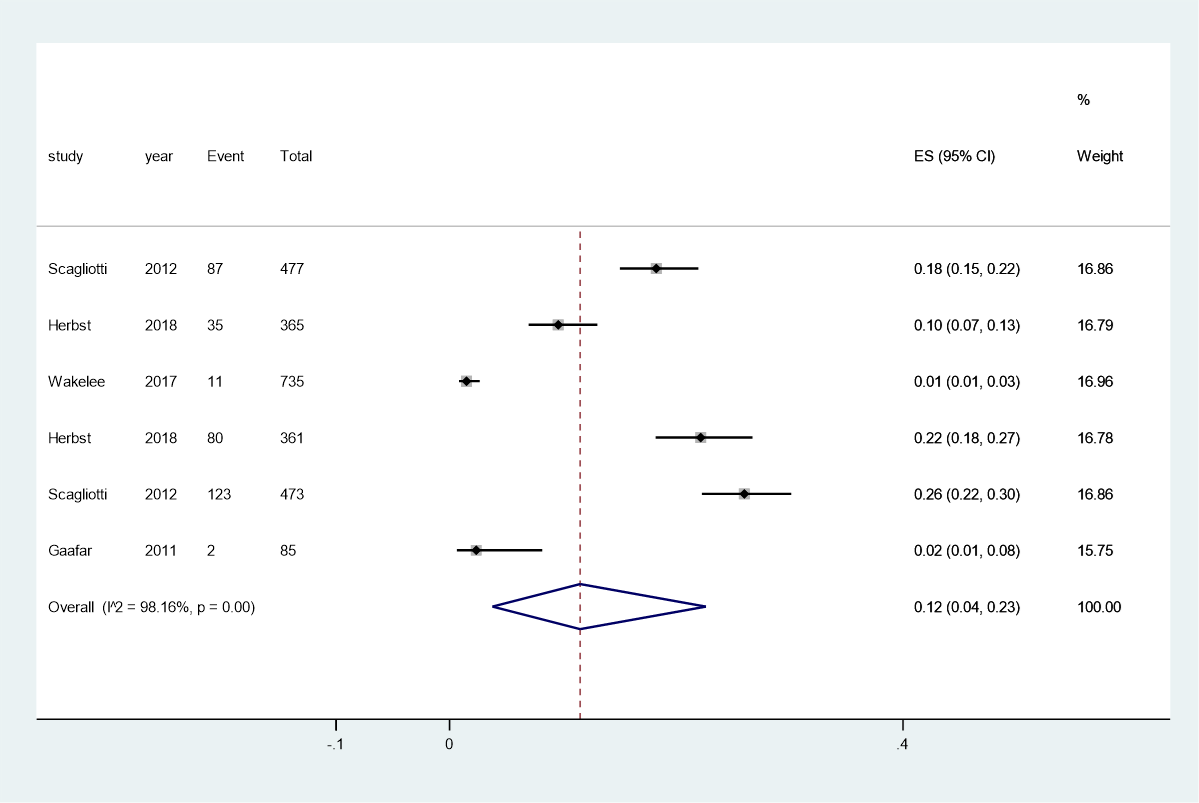 %
study year Event Total ES (95% CI) Weight
Scagliotti 2012 87 477 0.18 (0.15, 0.22) 16.86
Herbst 2018 35 365 0.10 (0.07, 0.13) 16.79
Wakelee 2017 11 735 0.01 (0.01, 0.03) 16.96
Herbst 2018 80 361 0.22 (0.18, 0.27) 16.78
Scagliotti 2012 123 473 0.26 (0.22, 0.30) 16.86
Gaafar 2011 2 85 0.02 (0.01, 0.08) 15.75
Overall (I^2 = 98.16%, p = 0.00) 0.12 (0.04, 0.23) 100.00
-.1 0 .4